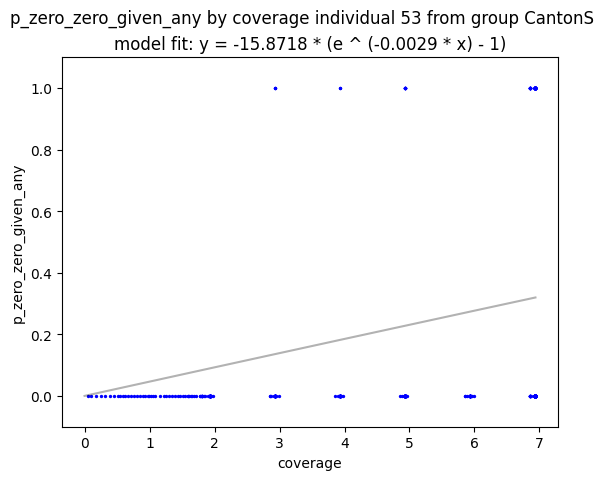 p_zero_zero_given_any by coverage individual 53 from group CantonS
model fit: y = -15.8718 * (e ^ (-0.0029 * x) - 1)
p_zero_zero_given_any
1.0
0.8
0.6
0.4
0.2
0.0
0 1 2 3 4 5 6 7
coverage